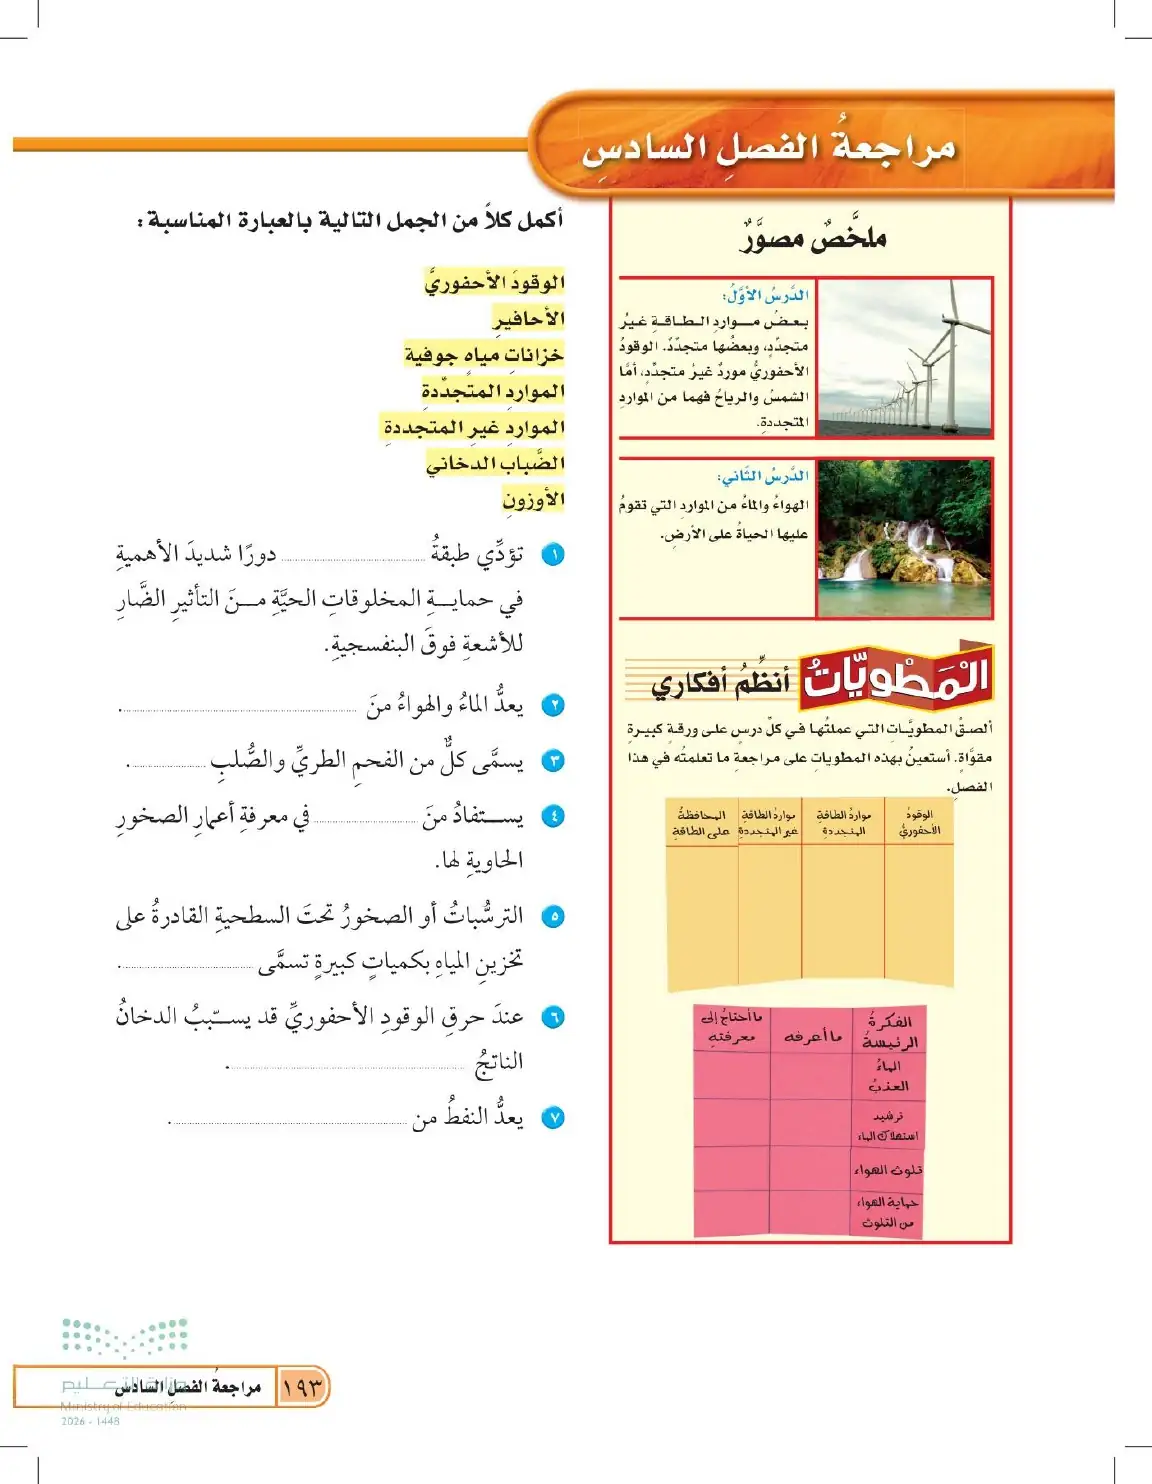 مراجعةُ الفصلِ السادسِ
ملخَّصٌ مصوَّرٌ
الدَّرسُ الأوَّلُ:
بعضُ مواردِ الطاقةِ غيرُ
متجدِّدٍ، وبعضُها متجدّدٌ. الوقودُ
الأحفوريُّ موردٌ غيرُ متجدِّدٍ، أمَّا
الشمسُ والرياحُ فهما من المواردِ
المتجددةِ.
الدَّرسُ الثَّاني:
الهواءُ والماءُ من المواردِ التي تقومُ
عليها الحياةُ على الأرضِ.
الْمَطْويّاتُ أنظِّمُ أفكاري
ألصقُ المطويَّاتِ التي عملتُها في كلِّ درسٍ على ورقةٍ كبيرةٍ
مقوَّاةٍ. أستعينُ بهذه المطوياتِ على مراجعةِ ما تعلمتُه في هذا
الفصلِ.
الوقودُ الأحفوريُّ
مواردُ الطاقةِ المتجددةِ
مواردُ الطاقةِ غيرِ المتجددةِ
المحافظةُ على الطاقةِ
الفكرةُ الرئيسةُ
ما أعرفه
ما أحتاجُ إلى معرفتهِ
الماءُ العذبُ
ترشيد استهلاك الماء
تلوث الهواء
حماية الهواء من التلوث
أكمل كلاً من الجمل التالية بالعبارة المناسبة:
الوقودَ الأحفوريَّ
الأحافيرِ
خزاناتِ مياهٍ جوفية
المواردِ المتجدِّدةِ
المواردِ غيرِ المتجددةِ
الضَّباب الدخاني
الأوزونِ
١ تؤدِّي طبقةُ .................... دورًا شديدَ الأهميةِ
في حمايةِ المخلوقاتِ الحيَّةِ منَ التأثيرِ الضَّارِ
للأشعةِ فوقَ البنفسجيةِ.
٢ يعدُّ الماءُ والهواءُ منَ ....................
٣ يسمَّى كلٌّ من الفحمِ الطريِّ والصُّلبِ ....................
٤ يستفادُ منَ .................... في معرفةِ أعمارِ الصخورِ
الحاويةِ لها.
٥ الترسُّباتُ أو الصخورُ تحتَ السطحيةِ القادرةُ على
تخزينِ المياهِ بكمياتٍ كبيرةٍ تسمَّى ....................
٦ عندَ حرقِ الوقودِ الأحفوريِّ قد يسبّبُ الدخانُ
الناتجُ ....................
٧ يعدُّ النفطُ من ....................
وزارة التعليم
Ministry of Education
2026 - 1448
مراجعةُ الفصلِ السادسِ ١٩٣